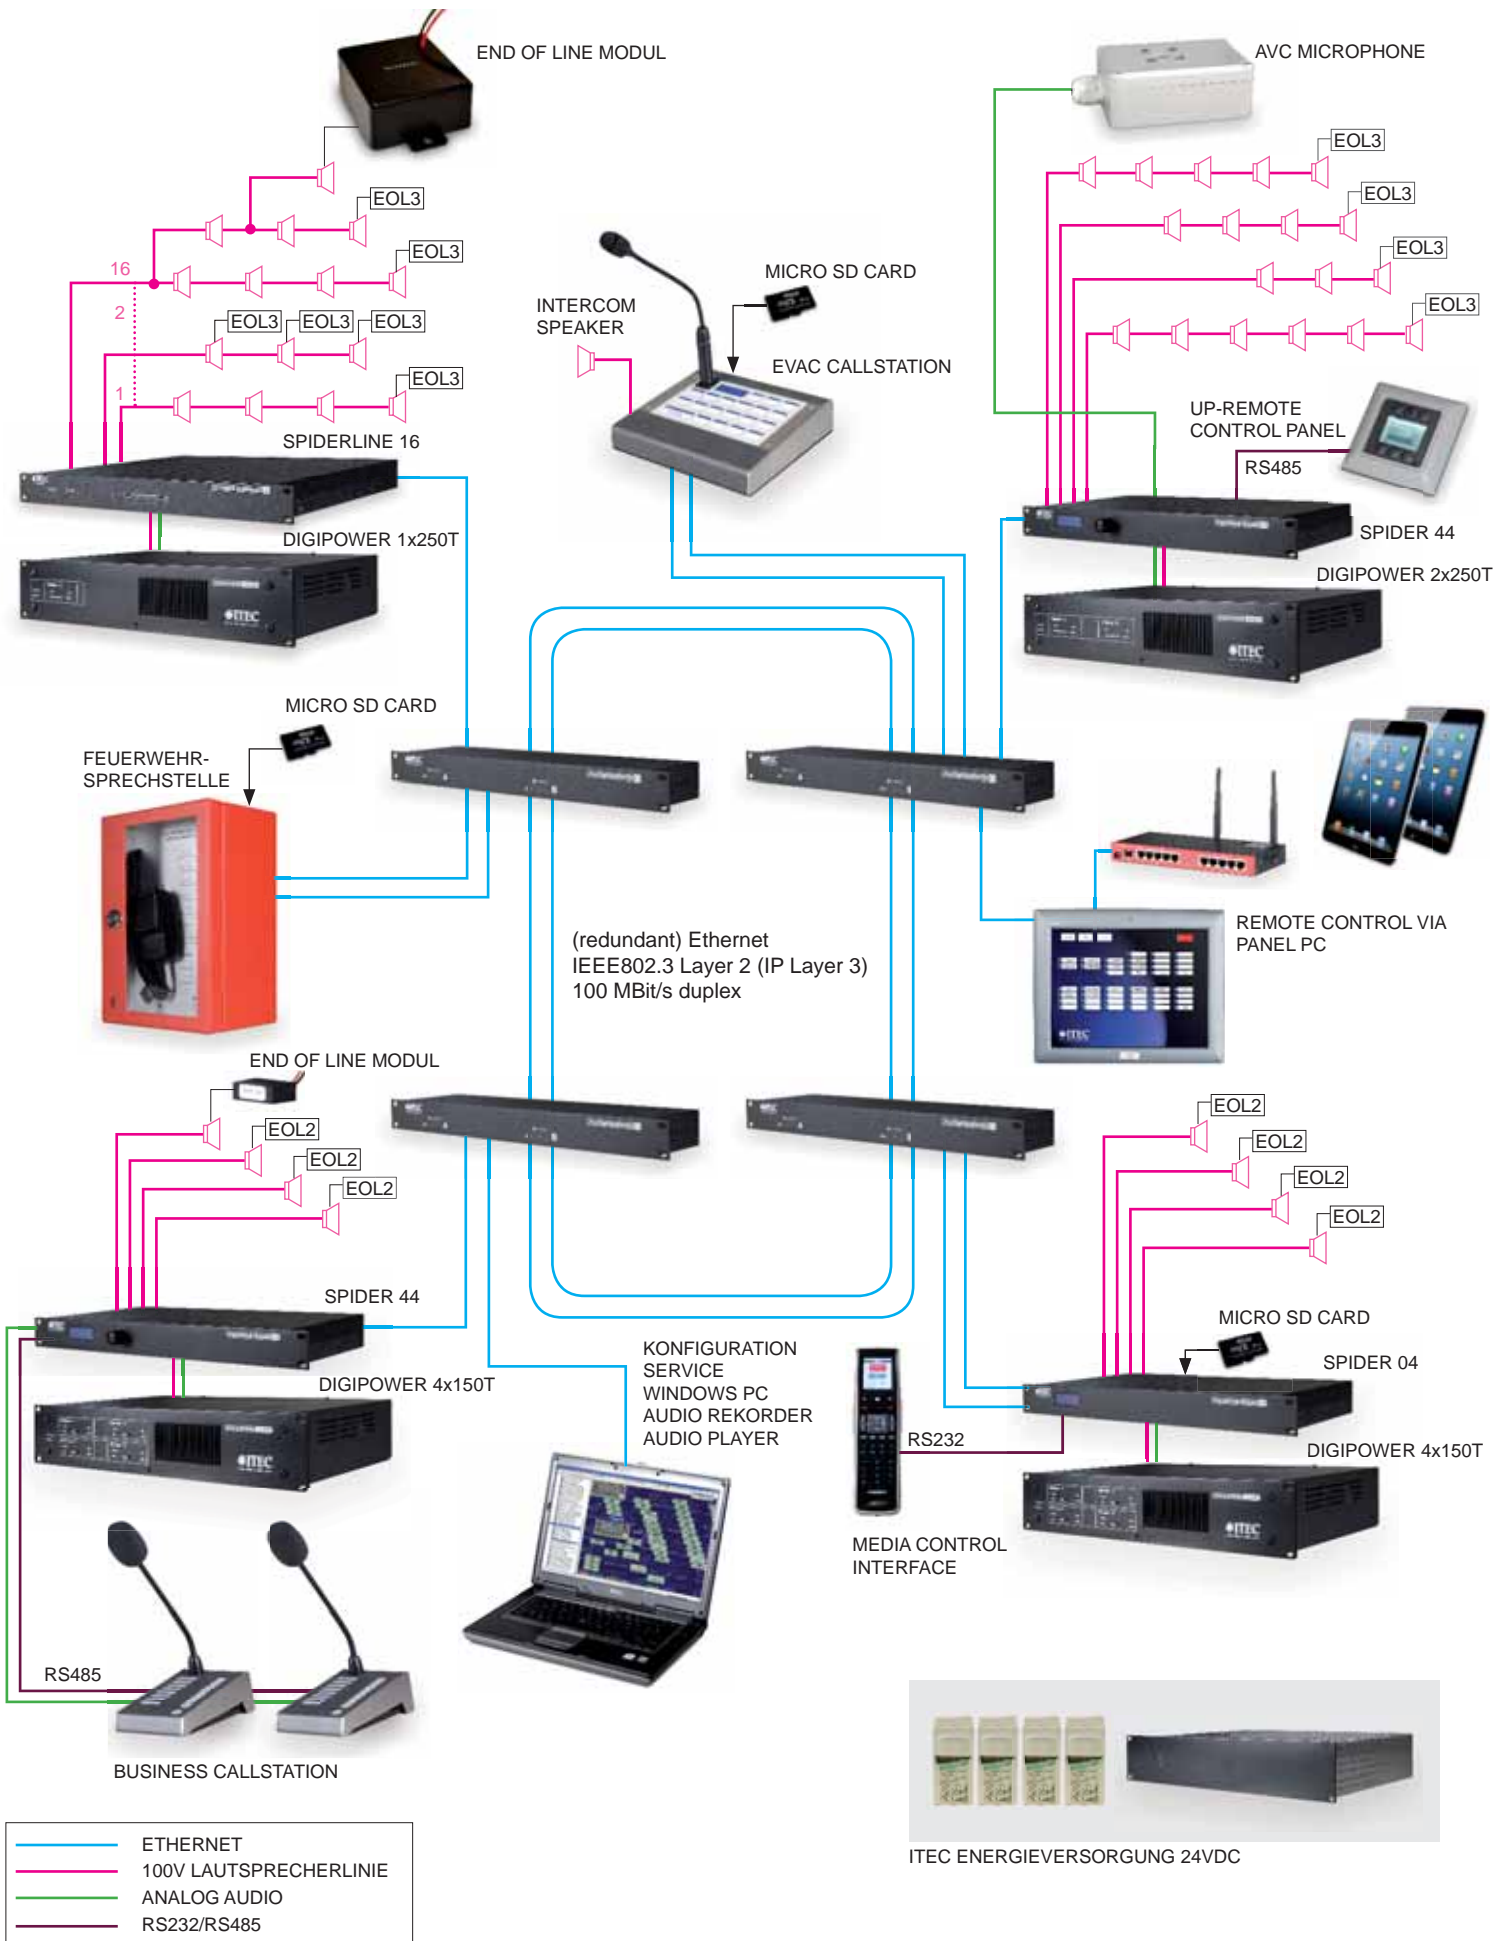 END OF LINE MODUL
AVC MICROPHONE
EOL3
EOL3
EOL3
EOL3
EOL3
EOL3
EOL3
EOL3
EOL3
EOL3
16
2
1
INTERCOM
SPEAKER
MICRO SD CARD
EVAC CALLSTATION
UP-REMOTE
CONTROL PANEL
RS485
SPIDERLINE 16
DIGIPOWER 1x250T
ITEC
SPIDER 44
DIGIPOWER 2x250T
ITEC
MICRO SD CARD
FEUERWEHR-
SPRECHSTELLE
(redundant) Ethernet
IEEE802.3 Layer 2 (IP Layer 3)
100 MBit/s duplex
REMOTE CONTROL VIA
PANEL PC
ITEC
END OF LINE MODUL
EOL2
EOL2
EOL2
EOL2
EOL2
EOL2
EOL2
SPIDER 44
DIGIPOWER 4x150T
ITEC
KONFIGURATION
SERVICE
WINDOWS PC
AUDIO REKORDER
AUDIO PLAYER
MICRO SD CARD
SPIDER 04
RS232
DIGIPOWER 4x150T
ITEC
MEDIA CONTROL
INTERFACE
RS485
BUSINESS CALLSTATION
ITEC ENERGIEVERSORGUNG 24VDC
ETHERNET
100V LAUTSPRECHERLINIE
ANALOG AUDIO
RS232/RS485